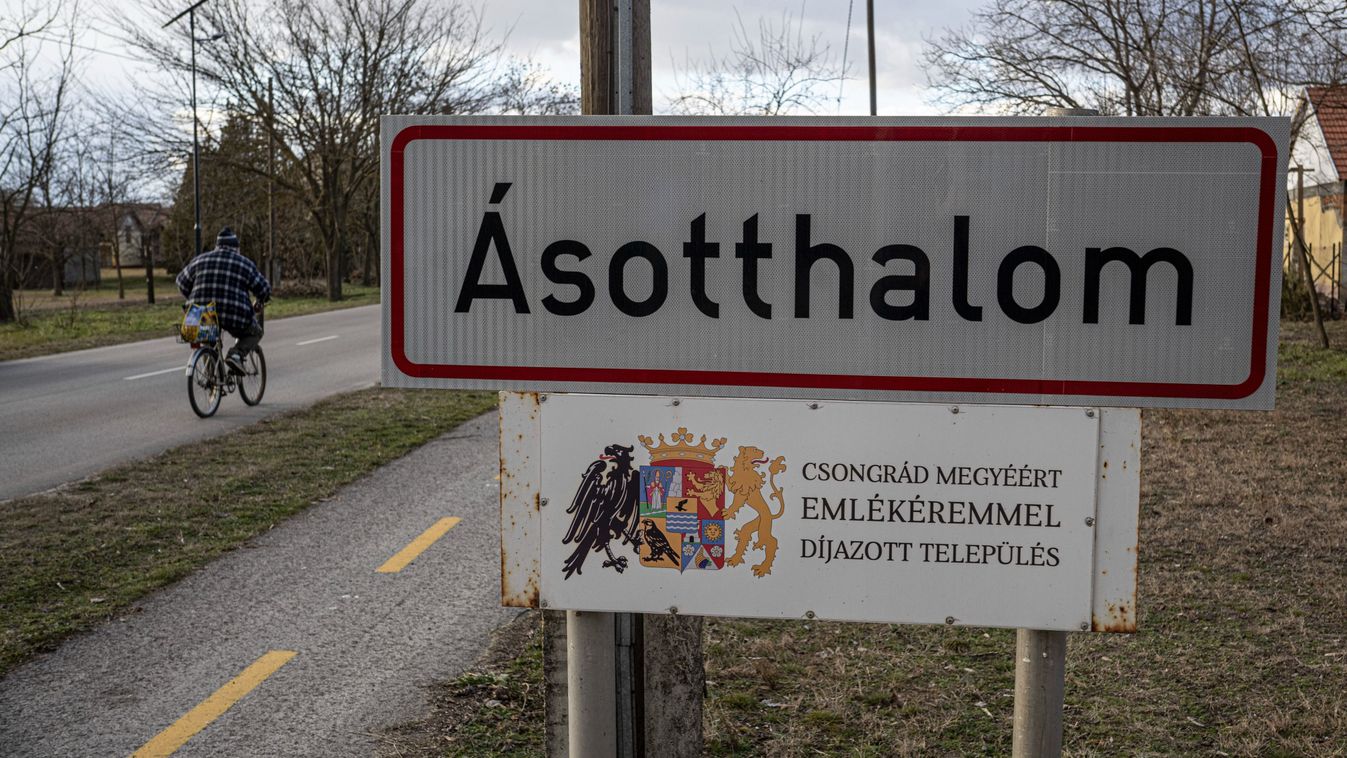 Ásotthalom
CSONGRÁD MEGYÉÉRT
EMLÉKÉREMMEL
DÍJAZOTT TELEPÜLÉS